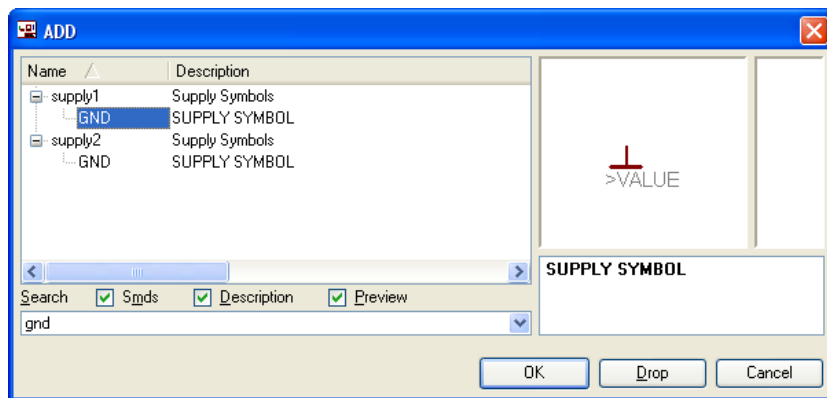 ADD
Name Description
supply1 Supply Symbols
GND SUPPLY SYMBOL
supply2 Supply Symbols
GND SUPPLY SYMBOL
>VALUE
SUPPLY SYMBOL
Search Smds Description Preview
gnd
OK Drop Cancel